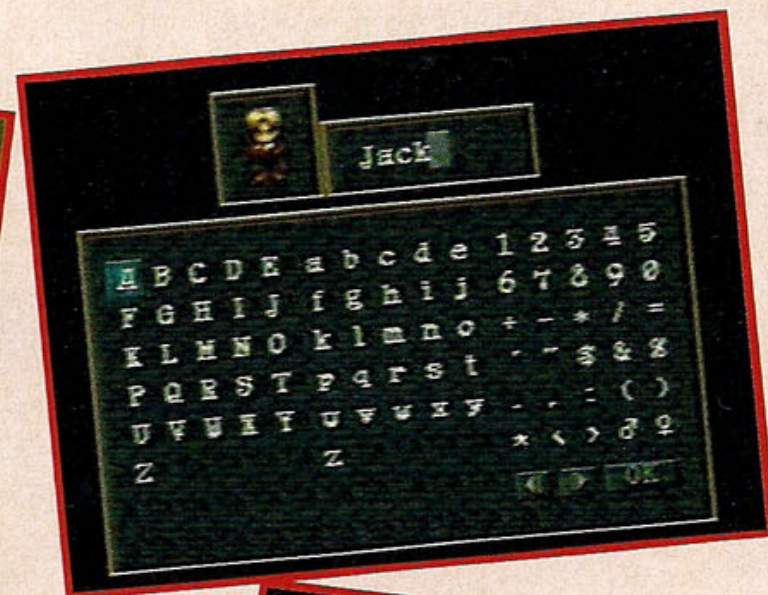 Jack
A B C D E a b c d e 1 2 3 4 5
F G H I J f g h i j 6 7 8 9 0
K L M N O k l m n o + - * / =
P Q R S T p q r s t $ & %
U V W X Y u v w x y ( )
Z z * < > ♂ ♀
OK